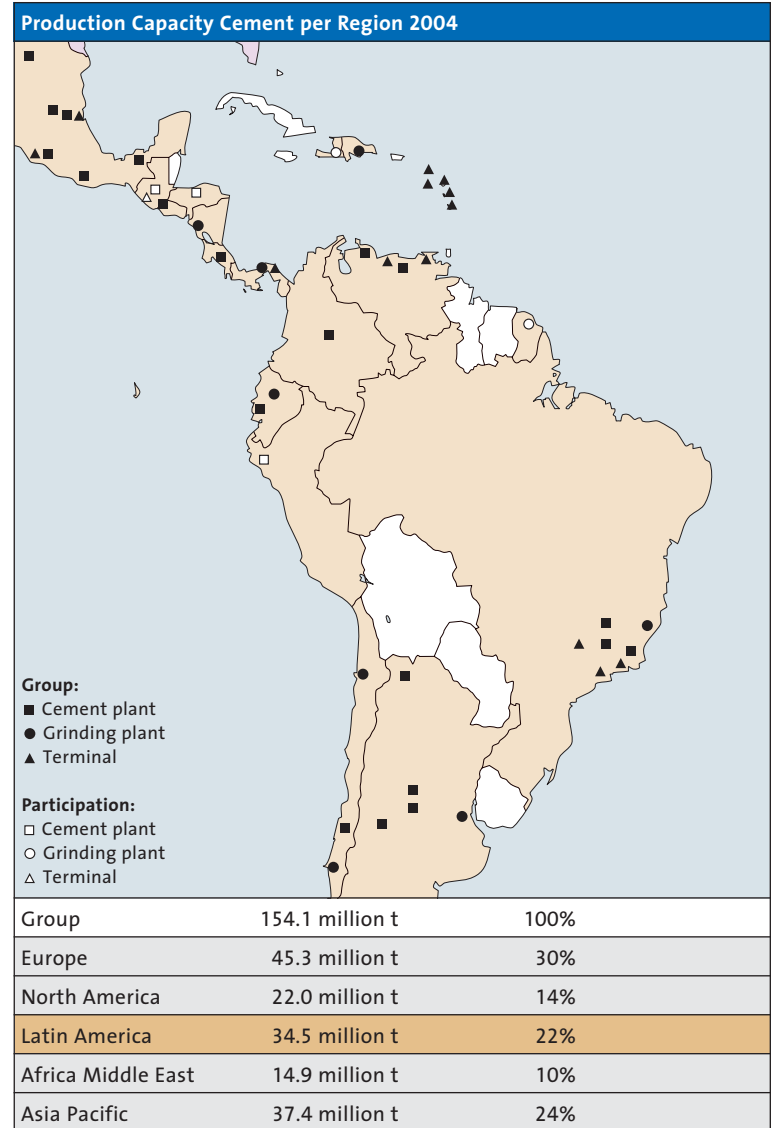 Production Capacity Cement per Region 2004
Group:
Cement plant
Grinding plant
Terminal
Participation:
Cement plant
Grinding plant
Terminal
Group 154.1 million t 100%
Europe 45.3 million t 30%
North America 22.0 million t 14%
Latin America 34.5 million t 22%
Africa Middle East 14.9 million t 10%
Asia Pacific 37.4 million t 24%